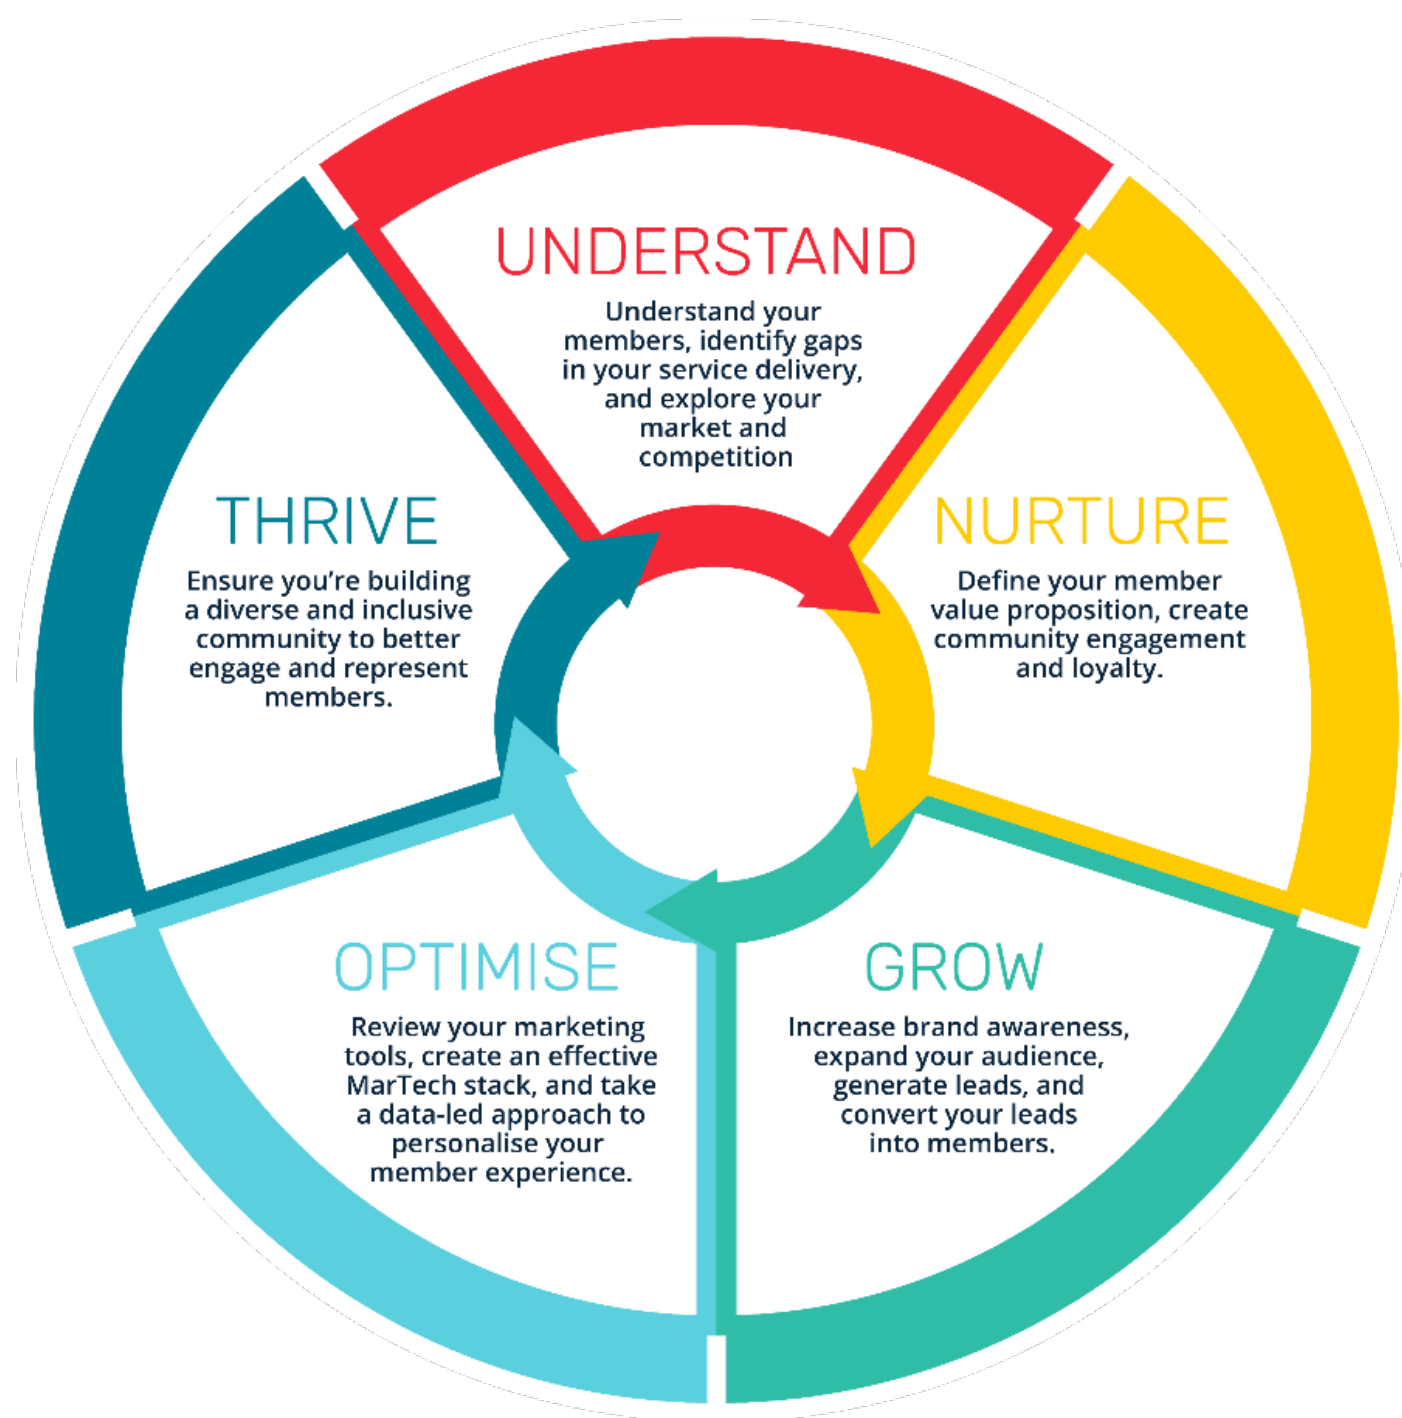 UNDERSTAND
Understand your
members, identify gaps
in your service delivery,
and explore your
market and
competition
NURTURE
Define your member
value proposition, create
community engagement
and loyalty.
GROW
Increase brand awareness,
expand your audience,
generate leads, and
convert your leads
into members.
OPTIMISE
Review your marketing
tools, create an effective
MarTech stack, and take
a data-led approach to
personalise your
member experience.
THRIVE
Ensure you're building
a diverse and inclusive
community to better
engage and represent
members.